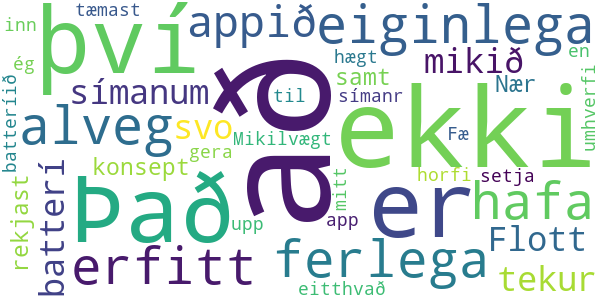 inn tæmast appið eiginlega
ég því hægt mikið en
batteríið símanum að til samt Nær umhverfi
alveg svo símanr
Mikilvægt ekki
konsept gera Fæ
rekjast batterí Það mitt er horfi setja hafa
upp app Flott
erfitt ferlega tekur
eitthvað